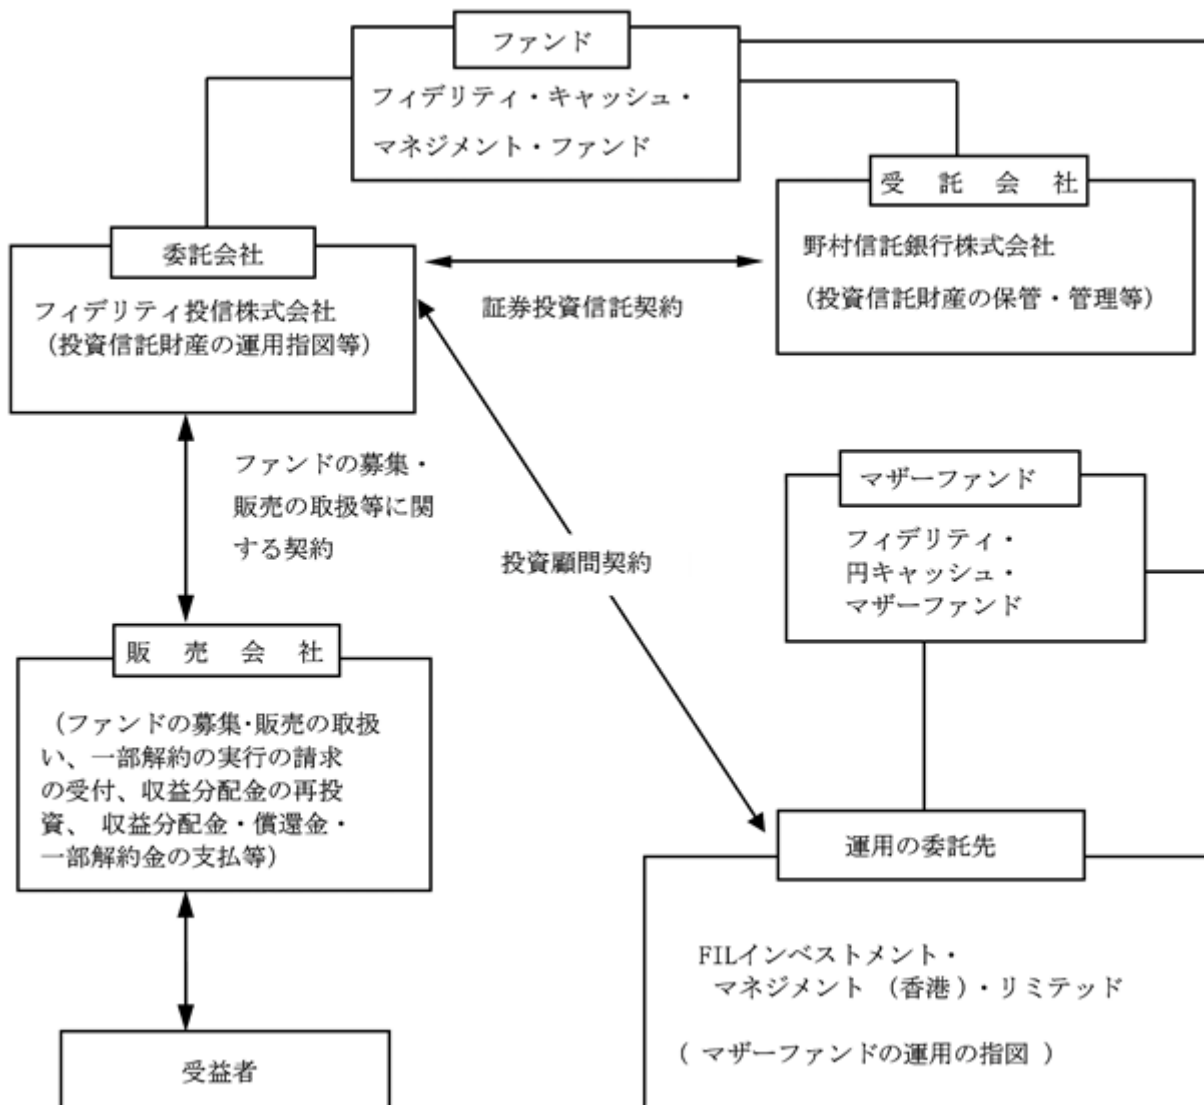 ファンド
フィデリティ・キャッシュ・
マネジメント・ファンド
受 託 会 社
野村信託銀行株式会社
(投資信託財産の保管・管理等)
委託会社
フィデリティ投信株式会社
(投資信託財産の運用指図等)
証券投資信託契約
ファンドの募集・
販売の取扱等に関
する契約
投資顧問契約
マザーファンド
フィデリティ・
円キャッシュ・
マザーファンド
販 売 会 社
(ファンドの募集・販売の取扱
い、一部解約の実行の請求
の受付、収益分配金の再投
資、 収益分配金・償還金・
一部解約金の支払等)
運用の委託先
FILインベストメント・
マネジメント (香港)・リミテッド
( マザーファンドの運用の指図 )
受益者